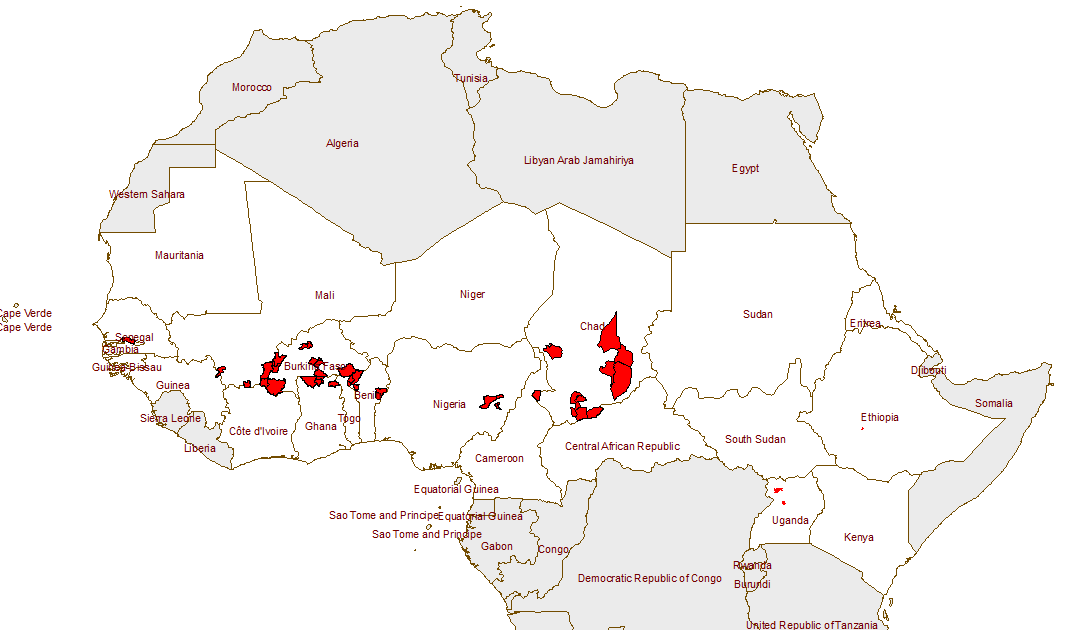 Tunisia
Morocco
Algeria
Libyan Arab Jamahiriya
Egypt
Western Sahara
Mauritania
Mali
Niger
Cape Verde
Cape Verde
Sudan
Chad
Eritrea
Senegal
Gambia
Guinea-Bissau
Burkina Faso
Djibouti
Guinea
Benin
Nigeria
Somalia
Sierra Leone
Togo
Ghana
Côte d'Ivoire
Ethiopia
Liberia
Central African Republic
South Sudan
Cameroon
Equatorial Guinea
Sao Tome and Principe
Equatorial Guinea
Uganda
Sao Tome and Principe
Kenya
Gabon
Congo
Rwanda
Democratic Republic of Congo
Burundi
United Republic of Tanzania